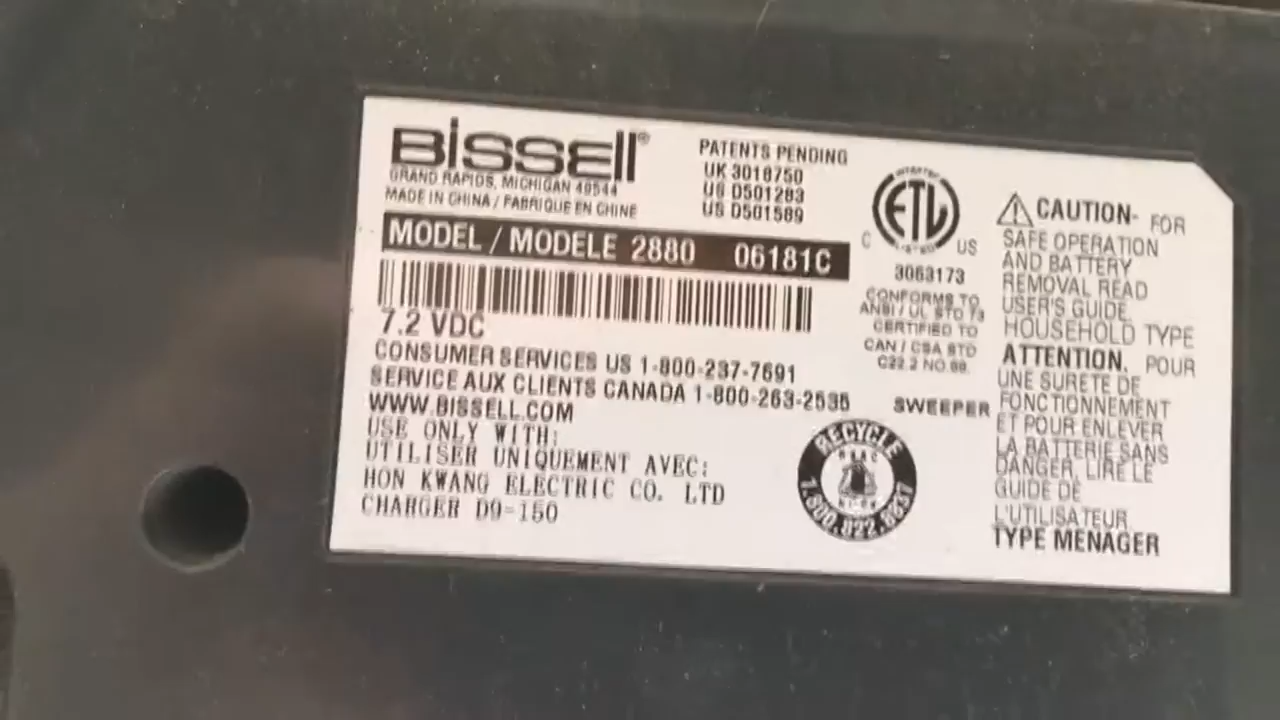 BISSELL®
GRAND RAPIDS, MICHIGAN 49544
MADE IN CHINA / FABRIQUE EN CHINE
PATENTS PENDING
UK 3018750
US D501283
US D501589
MODEL / MODELE 2880 06181C
7.2 VDC
CONSUMER SERVICES US 1-800-237-7691
SERVICE AUX CLIENTS CANADA 1-800-263-2535
WWW.BISSELL.COM
USE ONLY WITH:
UTILISER UNIQUEMENT AVEC:
HON KWANG ELECTRIC CO. LTD
CHARGER D9-150
INTERTEK
ETL
LISTED
C US
3063173
CONFORMS TO
ANSI / UL STD 73
CERTIFIED TO
CAN / CSA STD
C22.2 NO.
SWEEPER
RECYCLE
1.800.822.8837
CAUTION- FOR
SAFE OPERATION
AND BATTERY
REMOVAL READ
USER'S GUIDE.
HOUSEHOLD TYPE
ATTENTION. POUR
UNE SURETE DE
FONCTIONNEMENT
ET POUR ENLEVER
LA BATTERIE SANS
DANGER, LIRE LE
GUIDE DE
L'UTILISATEUR
TYPE MENAGER